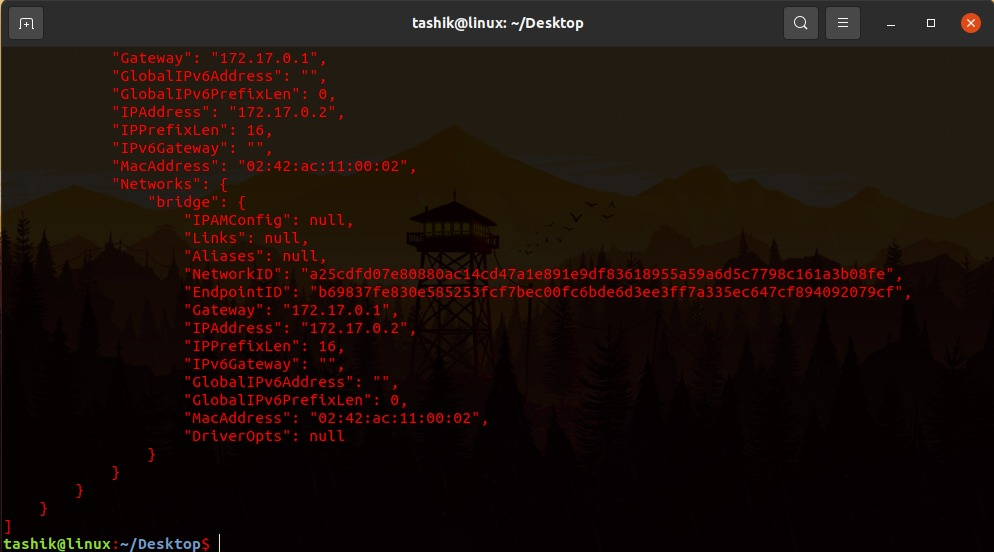 tashik@linux: ~/Desktop
"Gateway": "172.17.0.1",
"GlobalIPv6Address": "",
"GlobalIPv6PrefixLen": 0,
"IPAddress": "172.17.0.2",
"IPPrefixLen": 16,
"IPv6Gateway": "",
"MacAddress": "02:42:ac:11:00:02",
"Networks": {
"bridge": {
"IPAMConfig": null,
"Links": null,
"Aliases": null,
"NetworkID": "a25cdfd07e80880ac14cd47a1e891e9df83618955a59a6d5c7798c161a3b08fe",
"EndpointID": "b69837fe830e585253fcf7bec00fc6bde6d3ee3ff7a335ec647cf894092079cf",
"Gateway": "172.17.0.1",
"IPAddress": "172.17.0.2",
"IPPrefixLen": 16,
"IPv6Gateway": "",
"GlobalIPv6Address": "",
"GlobalIPv6PrefixLen": 0,
"MacAddress": "02:42:ac:11:00:02",
"DriverOpts": null
}
}
}
}
]
tashik@linux:~/Desktop$